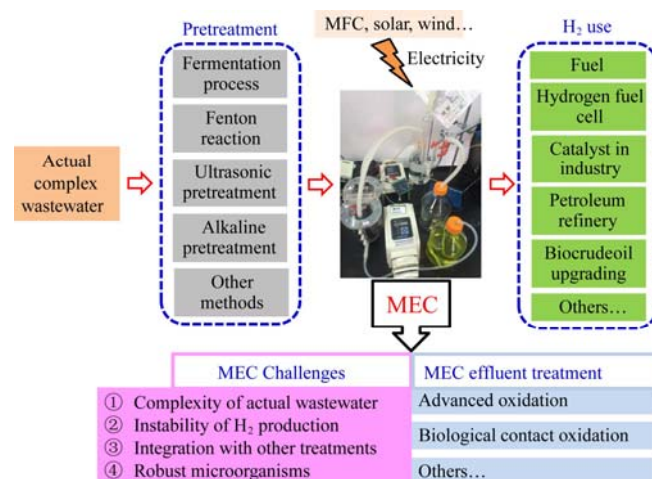 Pretreatment
Fermentation
process
Fenton
reaction
Ultrasonic
pretreatment
Alkaline
pretreatment
Other
methods
Actual
complex
wastewater
MFC, solar, wind…
Electricity
MEC
H₂ use
Fuel
Hydrogen fuel
cell
Catalyst in
industry
Petroleum
refinery
Biocrudeoil
upgrading
Others…
MEC Challenges
① Complexity of actual wastewater
② Instability of H₂ production
③ Integration with other treatments
④ Robust microorganisms
MEC effluent treatment
Advanced oxidation
Biological contact oxidation
Others…